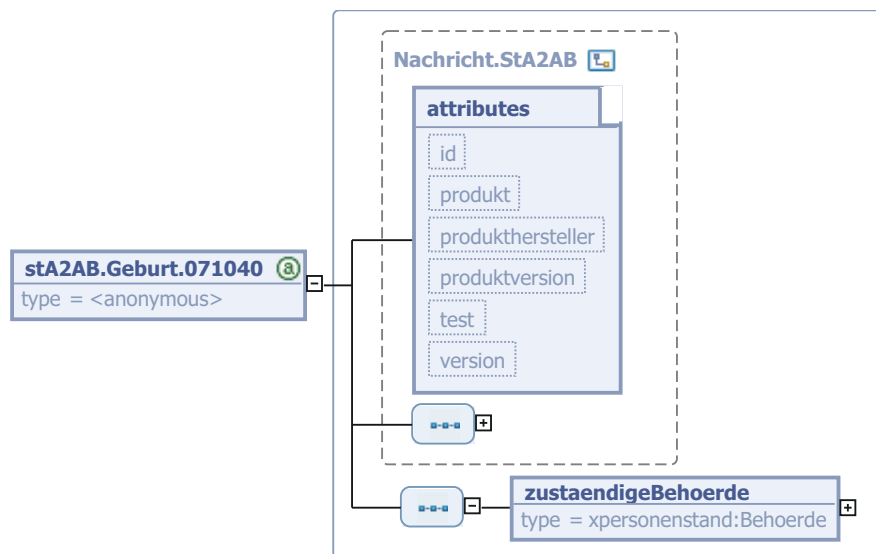 Nachricht.StA2AB
attributes
id
produkt
produkthersteller
produktversion
test
version
stA2AB.Geburt.071040 a
type = <anonymous>
zustaendigeBehoerde
type = xpersonenstand:Behoerde